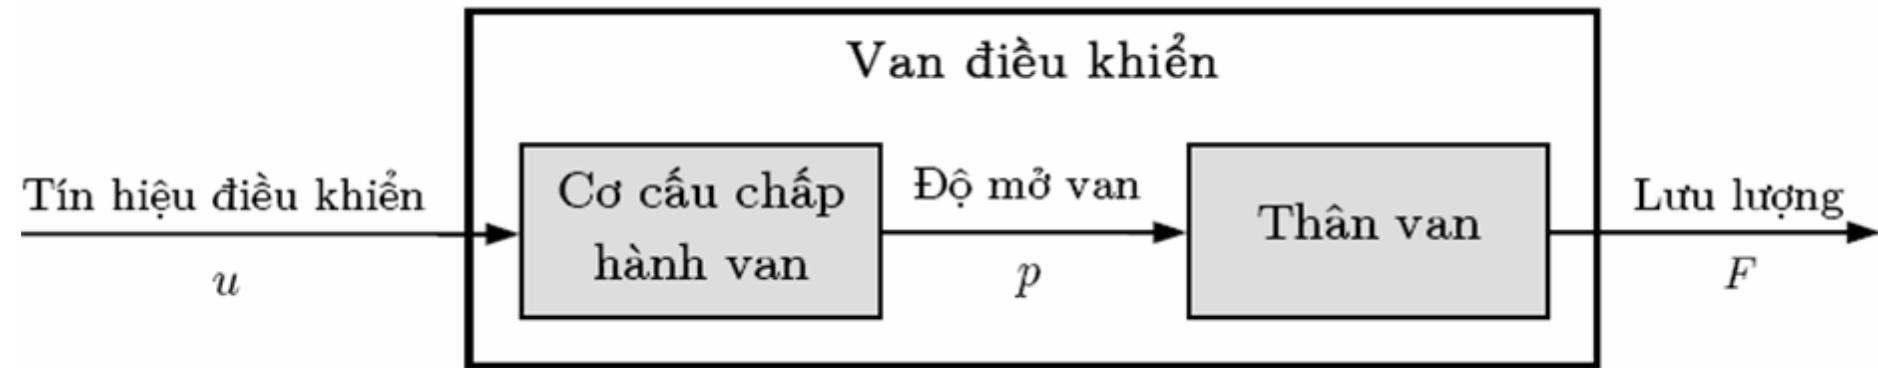 Van điều khiển
Tín hiệu điều khiển
u
Cơ cấu chấp
hành van
Độ mở van
p
Thân van
Lưu lượng
F